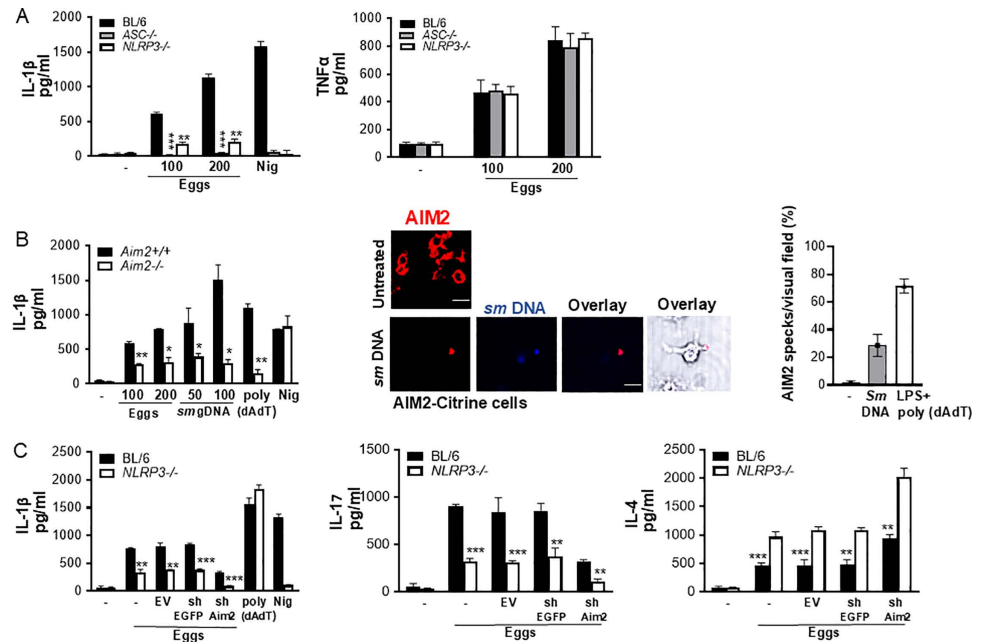 A
IL-1β
pg/ml
2000
1500
1000
500
0
BL/6
ASC-/-
NLRP3-/-
*** ** *** **
- 100 200 Nig
Eggs
TNFα
pg/ml
1000
800
600
400
200
0
BL/6
ASC-/-
NLRP3-/-
- 100 200
Eggs
B
IL-1β
pg/ml
2000
1500
1000
500
0
Aim2+/+
Aim2-/-
** * * * **
- 100 200 50 100 poly Nig
Eggs smgDNA (dAdT)
AIM2
Untreated
sm DNA Overlay Overlay
sm DNA
AIM2-Citrine cells
AIM2 specks/visual field (%)
100
80
60
40
20
0
- Sm LPS+
DNA poly (dAdT)
C
IL-1β
pg/ml
2500
2000
1500
1000
500
0
BL/6
NLRP3-/-
** ** *** ***
- - EV sh sh poly Nig
EGFP Aim2 (dAdT)
Eggs
IL-17
pg/ml
1500
1000
500
0
BL/6
NLRP3-/-
*** *** ** **
- - EV sh sh
EGFP Aim2
Eggs
IL-4
pg/ml
2500
2000
1500
1000
500
0
BL/6
NLRP3-/-
*** *** ** **
- - EV sh sh
EGFP Aim2
Eggs